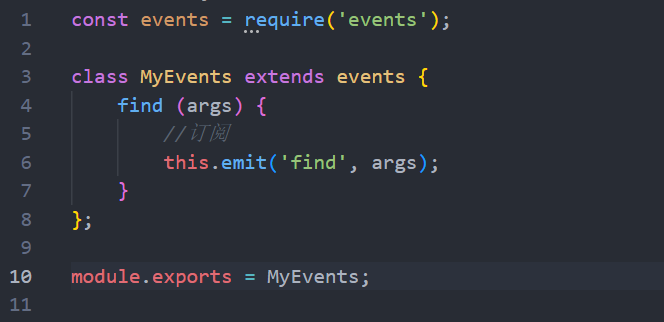 1 const events = require('events');
2
3 class MyEvents extends events {
4     find (args) {
5         //订阅
6         this.emit('find', args);
7     }
8 };
9
10 module.exports = MyEvents;
11